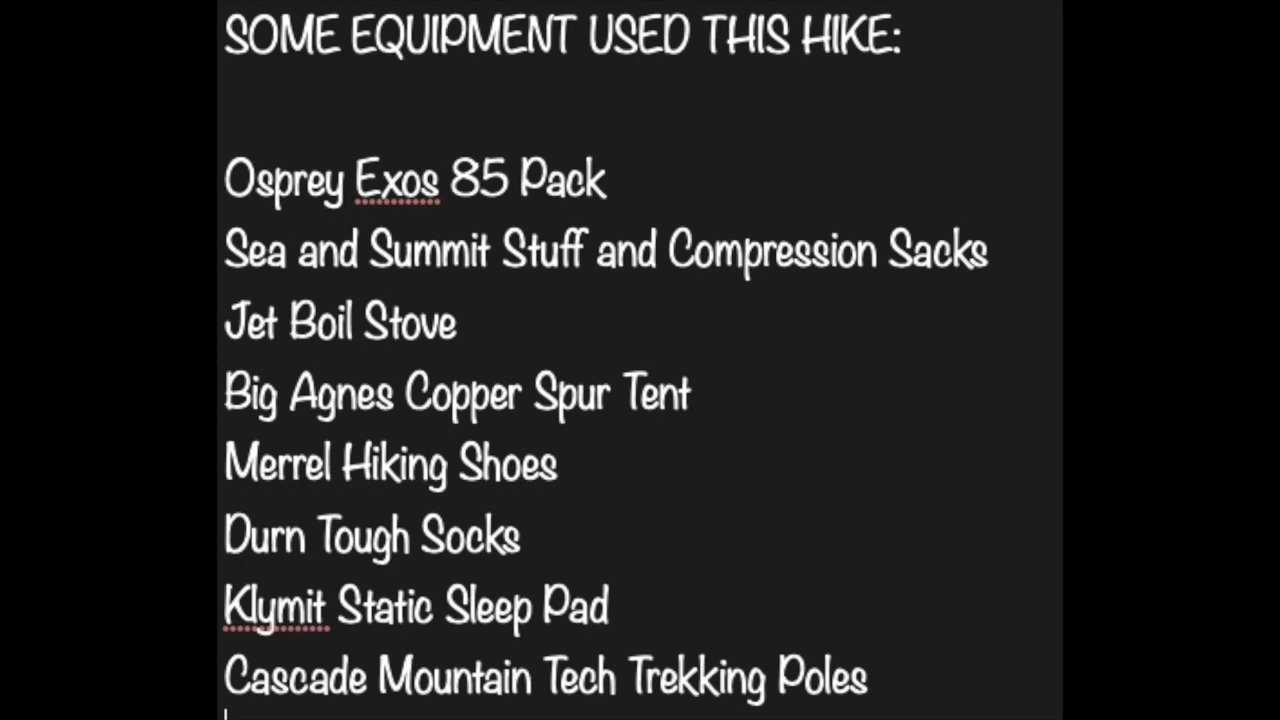 SOME EQUIPMENT USED THIS HIKE:
Osprey Exos 85 Pack
Sea and Summit Stuff and Compression Sacks
Jet Boil Stove
Big Agnes Copper Spur Tent
Merrel Hiking Shoes
Durn Tough Socks
Klymit Static Sleep Pad
Cascade Mountain Tech Trekking Poles